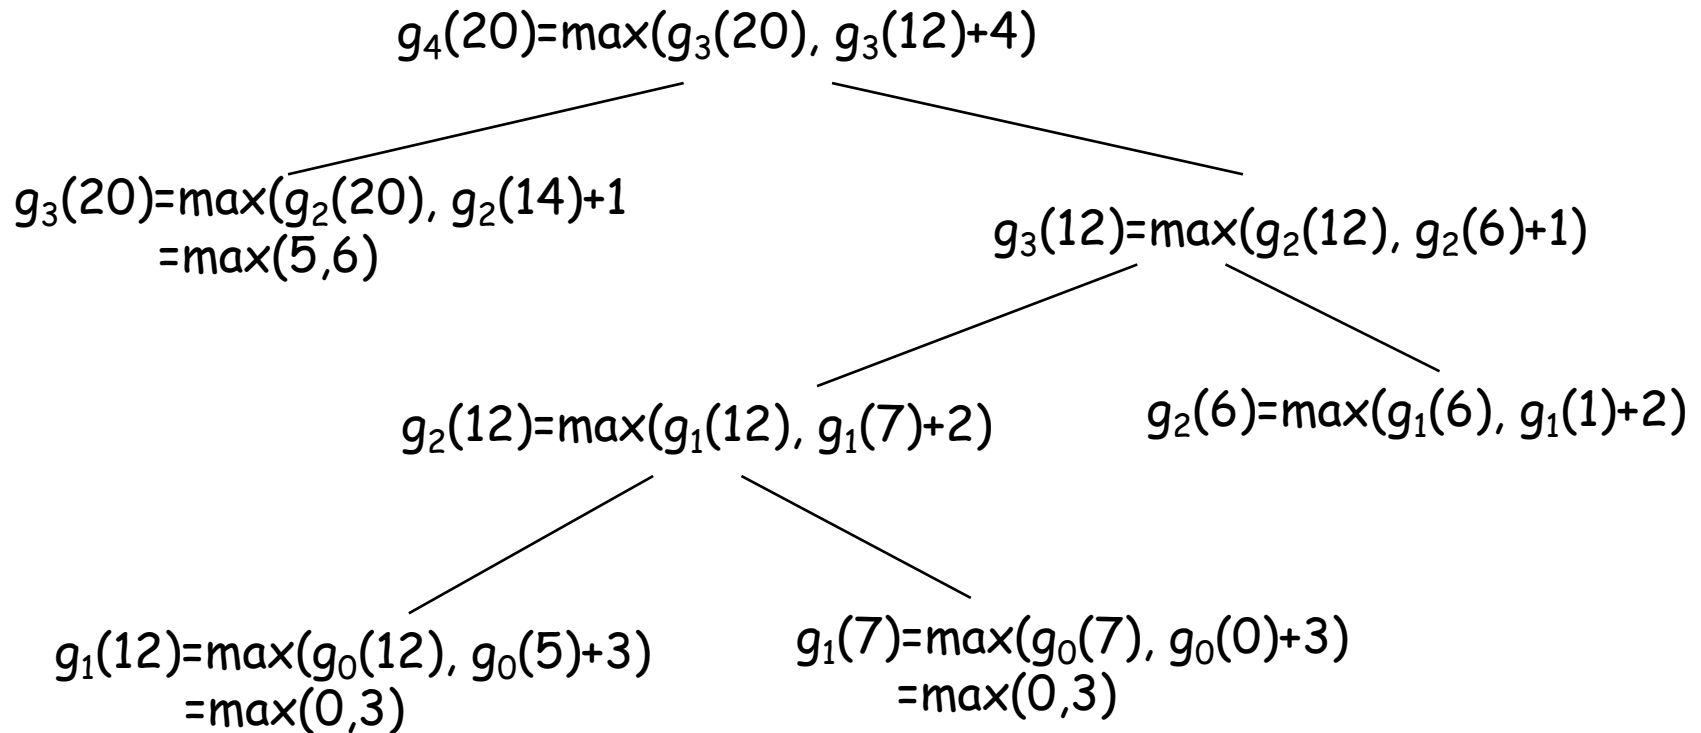 g₄(20)=max(g₃(20), g₃(12)+4)
g₃(20)=max(g₂(20), g₂(14)+1
=max(5,6)
g₃(12)=max(g₂(12), g₂(6)+1)
g₂(12)=max(g₁(12), g₁(7)+2)
g₂(6)=max(g₁(6), g₁(1)+2)
g₁(12)=max(g₀(12), g₀(5)+3)
=max(0,3)
g₁(7)=max(g₀(7), g₀(0)+3)
=max(0,3)